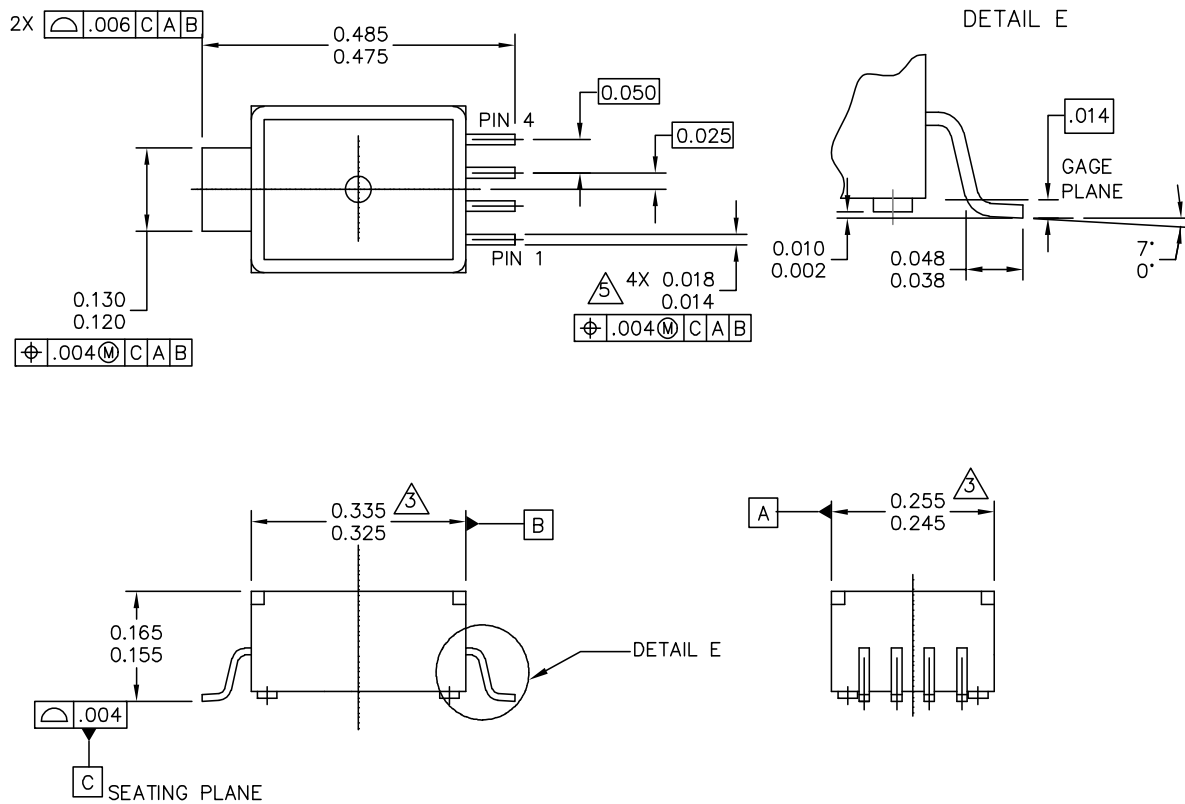 2X ⌓ .006 C A B
0.485
0.475
DETAIL E
0.050
PIN 4
0.025
.014
GAGE
PLANE
PIN 1
0.010
0.002
0.048
0.038
7°
0°
5 4X 0.018
0.014
⌖ .004 Ⓜ C A B
0.130
0.120
⌖ .004 Ⓜ C A B
0.335 3
0.325
B
A
0.255 3
0.245
0.165
0.155
DETAIL E
⌓ .004
C SEATING PLANE